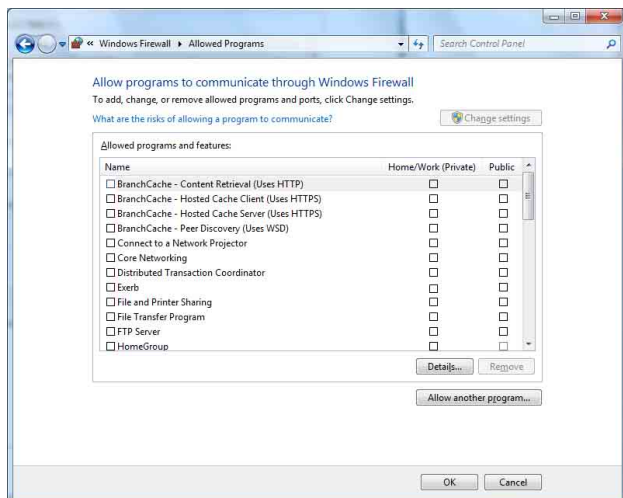 « Windows Firewall ▸ Allowed Programs
Search Control Panel
Allow programs to communicate through Windows Firewall
To add, change, or remove allowed programs and ports, click Change settings.
What are the risks of allowing a program to communicate?
Change settings
Allowed programs and features:
Name Home/Work (Private) Public
BranchCache - Content Retrieval (Uses HTTP)
BranchCache - Hosted Cache Client (Uses HTTPS)
BranchCache - Hosted Cache Server (Uses HTTPS)
BranchCache - Peer Discovery (Uses WSD)
Connect to a Network Projector
Core Networking
Distributed Transaction Coordinator
Exerb
File and Printer Sharing
File Transfer Program
FTP Server
HomeGroup
Details... Remove
Allow another program...
OK Cancel